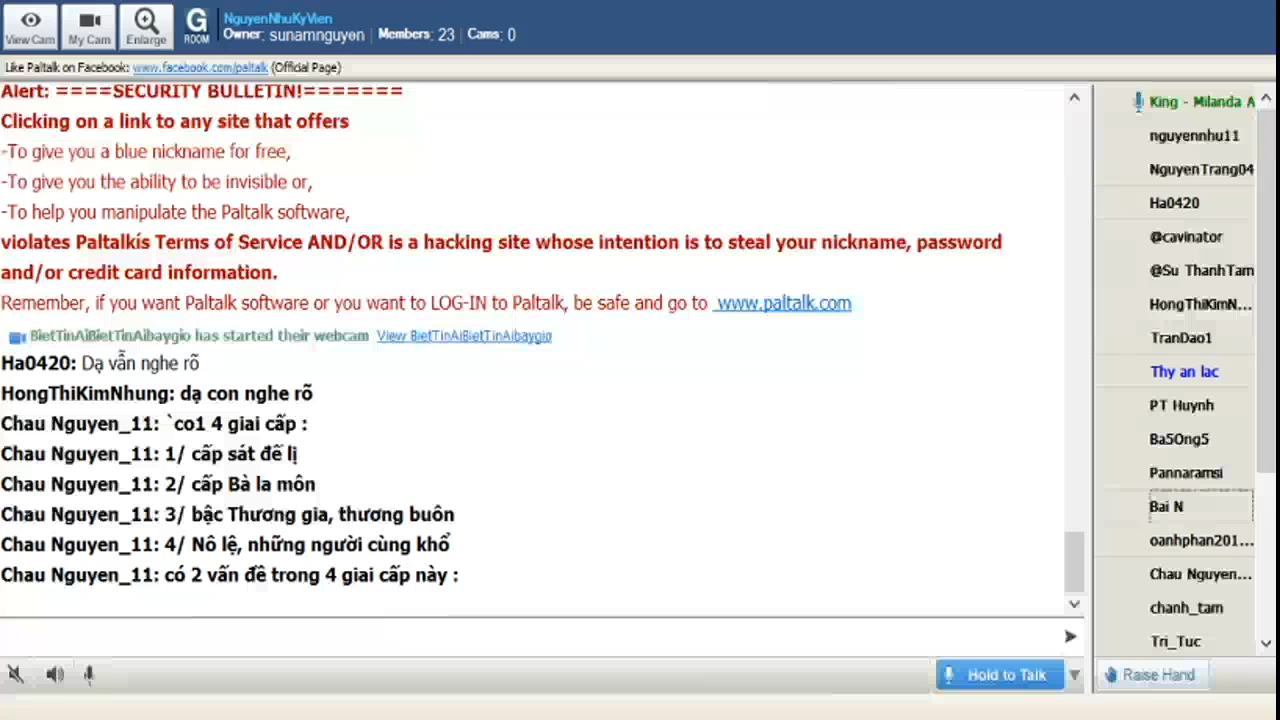 View Cam
My Cam
Enlarge
G
ROOM
NguyenNhuKyVien
Owner: sunamnguyen | Members: 23 | Cams: 0
Like Paltalk on Facebook: www.facebook.com/paltalk (Official Page)
Alert: ====SECURITY BULLETIN!=======
Clicking on a link to any site that offers
-To give you a blue nickname for free,
-To give you the ability to be invisible or,
-To help you manipulate the Paltalk software,
violates Paltalkís Terms of Service AND/OR is a hacking site whose intention is to steal your nickname, password
and/or credit card information.
Remember, if you want Paltalk software or you want to LOG-IN to Paltalk, be safe and go to www.paltalk.com
BietTinAiBietTinAibaygio has started their webcam View BietTinAiBietTinAibaygio
Ha0420: Dạ vẫn nghe rõ
HongThiKimNhung: dạ con nghe rõ
Chau Nguyen_11: `co1 4 giai cấp :
Chau Nguyen_11: 1/ cấp sát đế lị
Chau Nguyen_11: 2/ cấp Bà la môn
Chau Nguyen_11: 3/ bậc Thương gia, thương buôn
Chau Nguyen_11: 4/ Nô lệ, những người cùng khổ
Chau Nguyen_11: có 2 vấn đề trong 4 giai cấp này :
King - Milanda A
nguyennhu11
NguyenTrang04
Ha0420
@cavinator
@Su ThanhTam
HongThiKimN...
TranDao1
Thy an lac
PT Huynh
Ba5Ong5
Pannaramsi
Bai N
oanhphan201...
Chau Nguyen...
chanh_tam
Tri_Tuc
Hold to Talk
Raise Hand